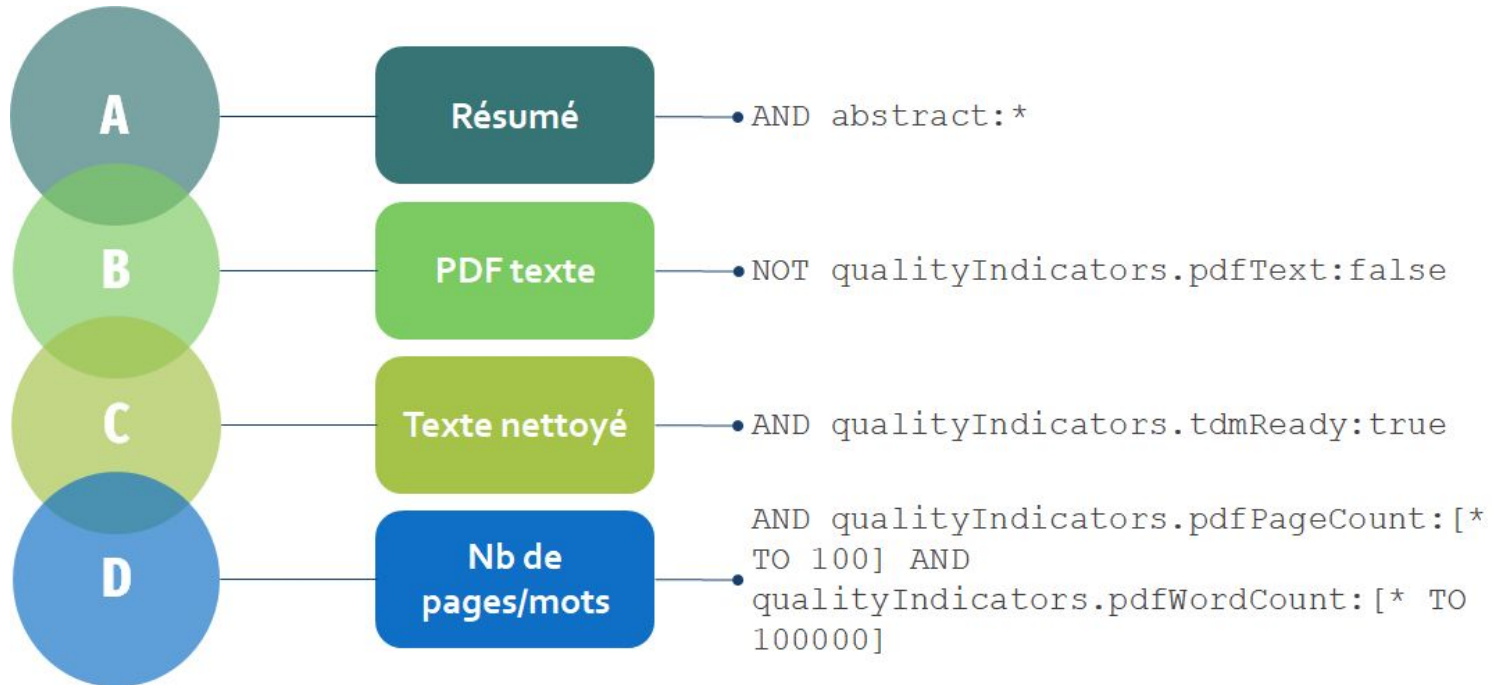 A
Résumé
AND abstract:*
B
PDF texte
NOT qualityIndicators.pdfText:false
C
Texte nettoyé
AND qualityIndicators.tdmReady:true
D
Nb de
pages/mots
AND qualityIndicators.pdfPageCount:[*
TO 100] AND
qualityIndicators.pdfWordCount:[* TO
100000]